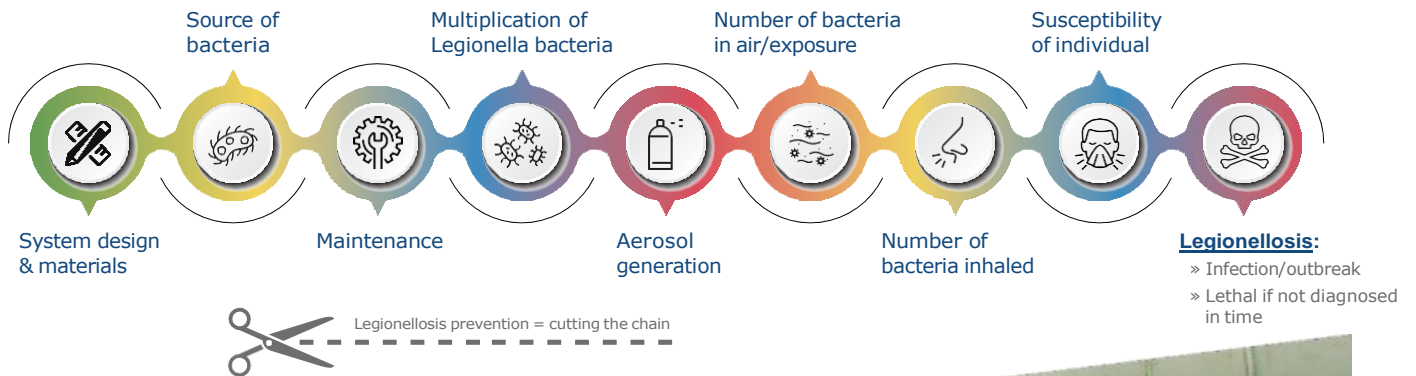 Source of
bacteria
Multiplication of
Legionella bacteria
Number of bacteria
in air/exposure
Susceptibility
of individual
System design
& materials
Maintenance
Aerosol
generation
Number of
bacteria inhaled
Legionellosis:
» Infection/outbreak
» Lethal if not diagnosed
in time
Legionellosis prevention = cutting the chain